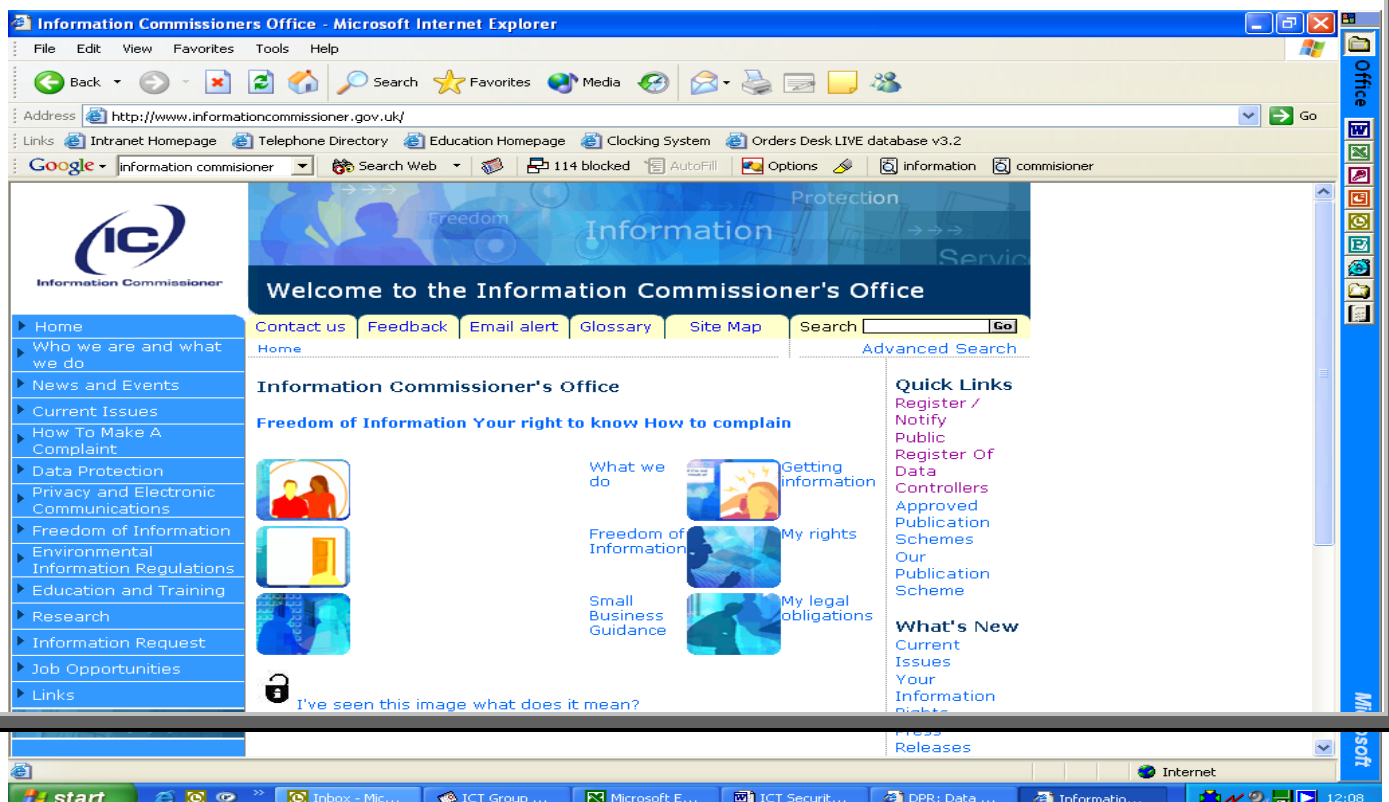 Information Commissioners Office - Microsoft Internet Explorer
File Edit View Favorites Tools Help
Back Search Favorites Media
Address http://www.informationcommissioner.gov.uk/ Go
Links Intranet Homepage Telephone Directory Education Homepage Clocking System Orders Desk LIVE database v3.2
Google information commisioner Search Web 114 blocked AutoFill Options information commisioner
Office
IC
Information Commissioner
Freedom
Information
Protection
Welcome to the Information Commissioner's Office
Contact us Feedback Email alert Glossary Site Map Search Go
Home Advanced Search
Home
Who we are and what
we do
News and Events
Current Issues
How To Make A
Complaint
Data Protection
Privacy and Electronic
Communications
Freedom of Information
Environmental
Information Regulations
Education and Training
Research
Information Request
Job Opportunities
Links
Information Commissioner's Office
Freedom of Information Your right to know How to complain
What we
do
Getting
information
Freedom of
Information
My rights
Small
Business
Guidance
My legal
obligations
I've seen this image what does it mean?
Quick Links
Register /
Notify
Public
Register Of
Data
Controllers
Approved
Publication
Schemes
Our
Publication
Scheme
What's New
Current
Issues
Your
Information
Releases
Internet
start Inbox - Mic... ICT Group ... Microsoft E... ICT Securit... DPR: Data ... Informatio... 12:08